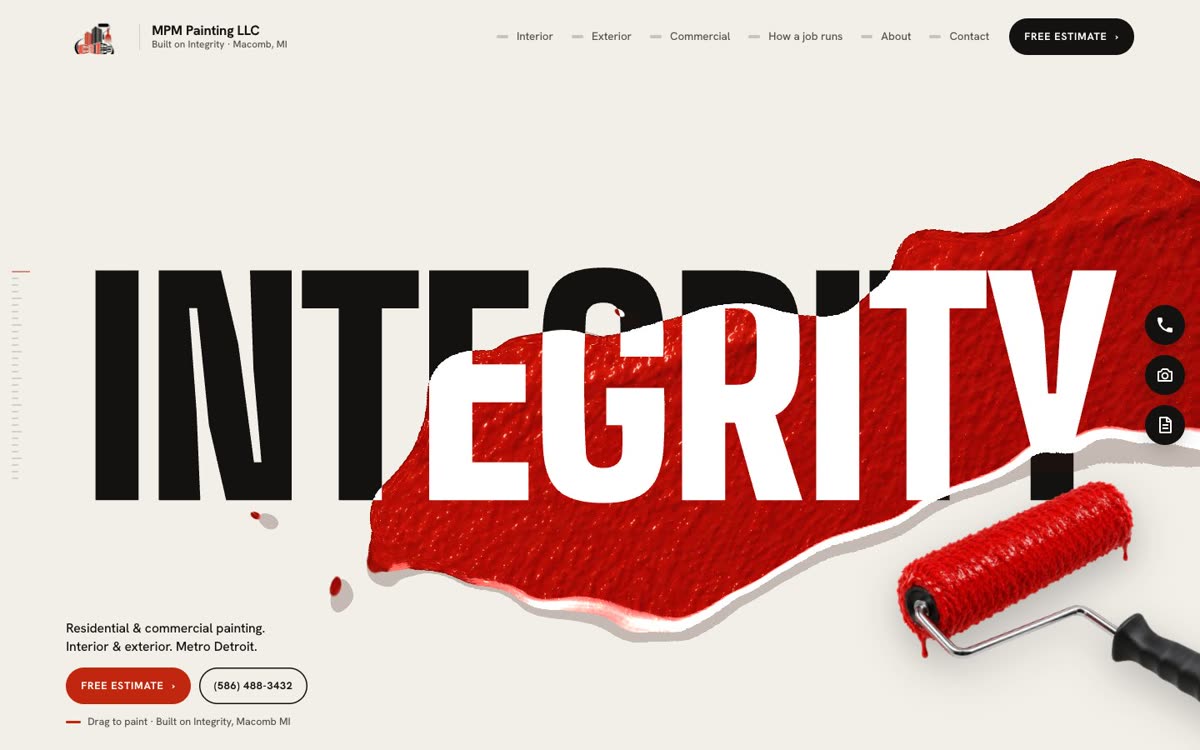 MPM Painting LLC
Built on Integrity · Macomb, MI
Interior
Exterior
Commercial
How a job runs
About
Contact
FREE ESTIMATE ›
INTEGRITY
Residential & commercial painting.
Interior & exterior. Metro Detroit.
FREE ESTIMATE ›
(586) 488-3432
Drag to paint · Built on Integrity, Macomb MI